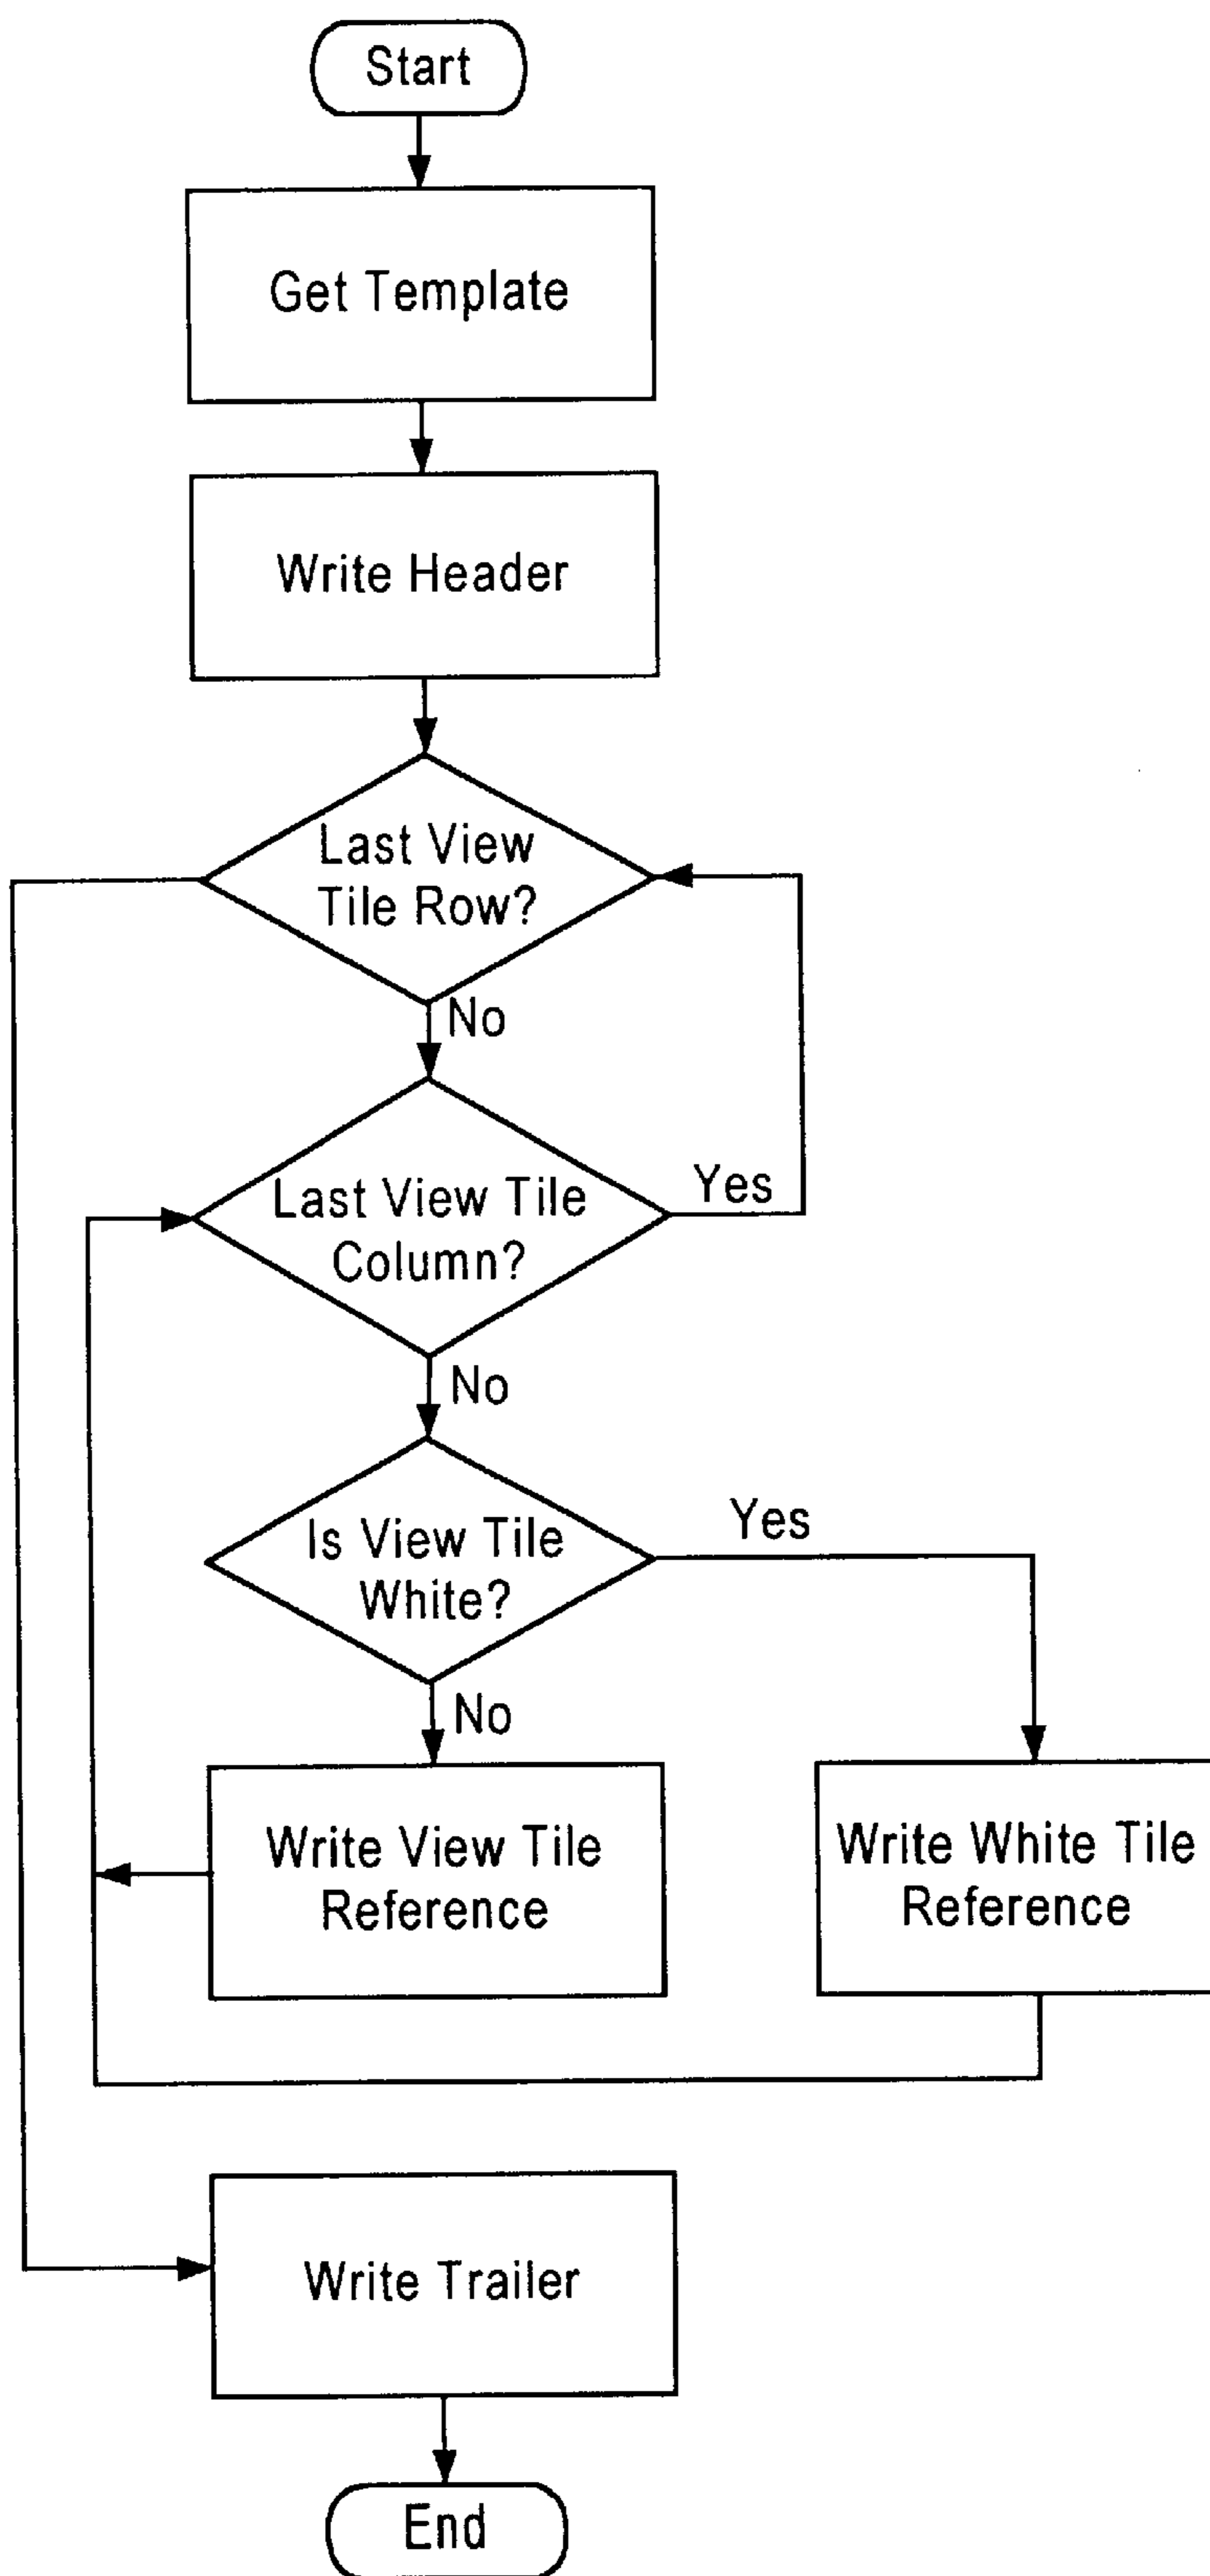 Start
Get Template
Write Header
Last View
Tile Row?
No
Last View Tile
Column?
Yes
No
Is View Tile
White?
Yes
No
Write View Tile
Reference
Write White Tile
Reference
Write Trailer
End